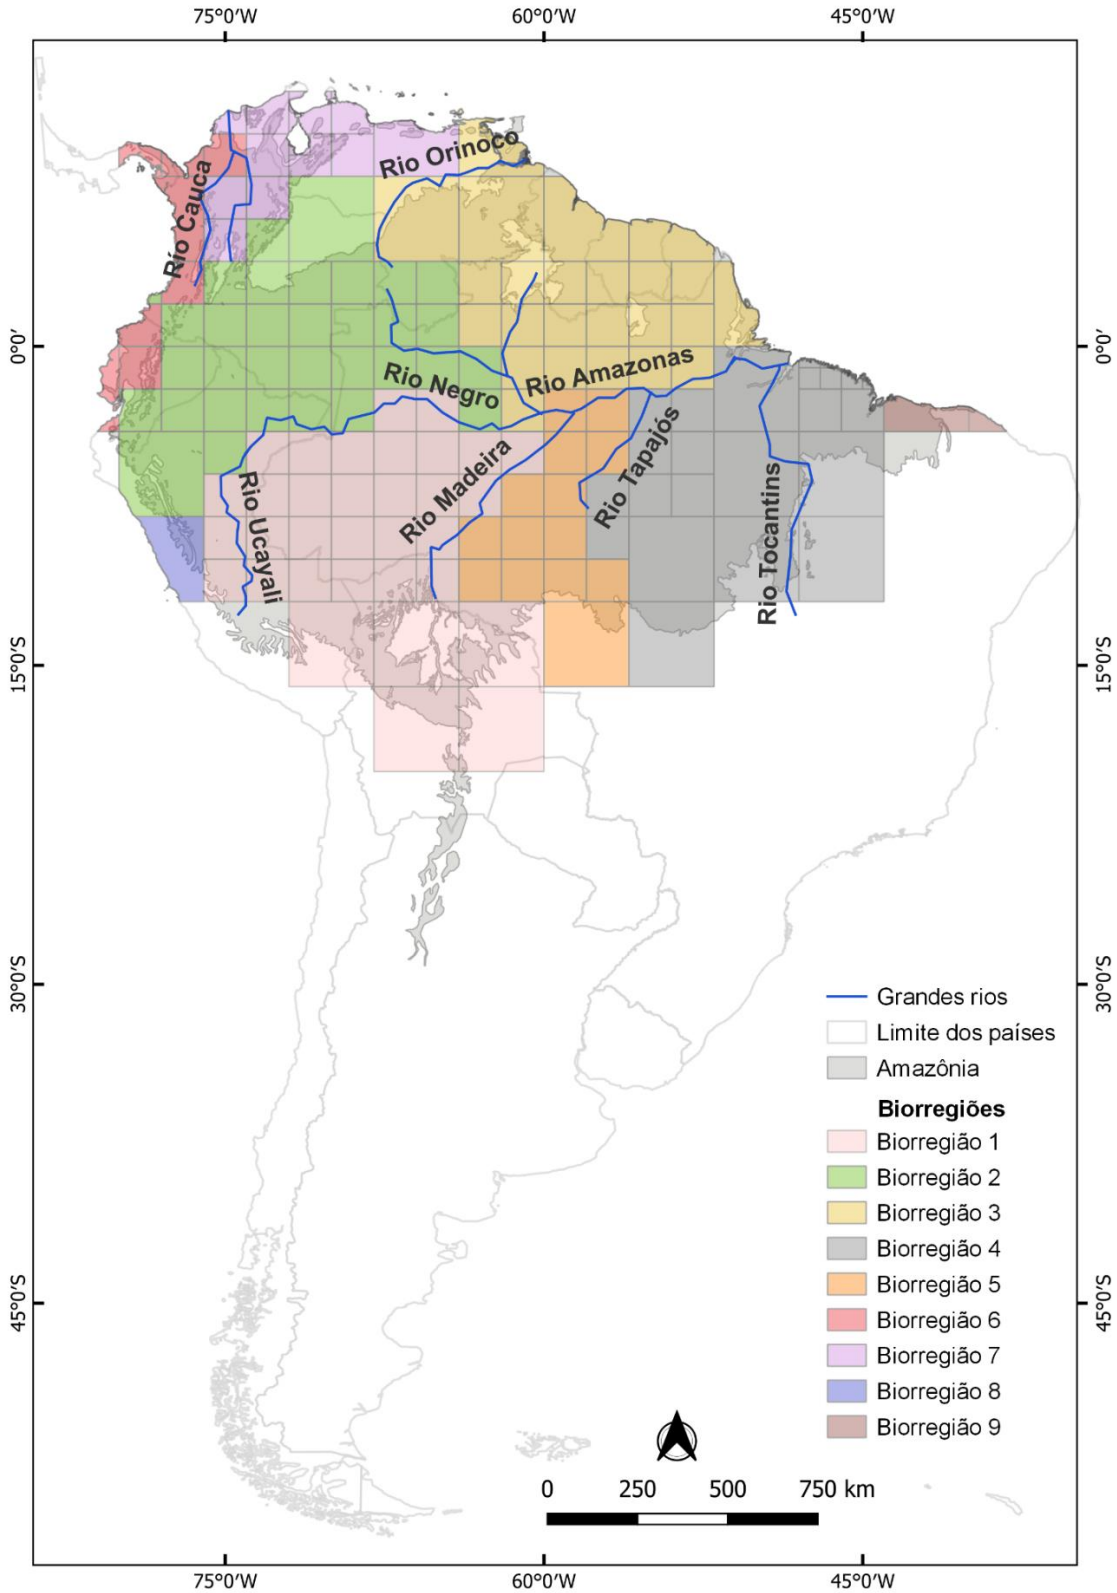 75°0'W 60°0'W 45°0'W
Rio Orinoco
Río Cauca
0°0' 0°0'
Rio Negro
Rio Amazonas
Rio Madeira
Rio Tapajós
Rio Ucayali
Rio Tocantins
15°0'S 15°0'S
30°0'S 30°0'S
Grandes rios
Limite dos países
Amazônia
Biorregiões
Biorregião 1
Biorregião 2
Biorregião 3
Biorregião 4
Biorregião 5
Biorregião 6
Biorregião 7
Biorregião 8
Biorregião 9
45°0'S 45°0'S
0 250 500 750 km
75°0'W 60°0'W 45°0'W